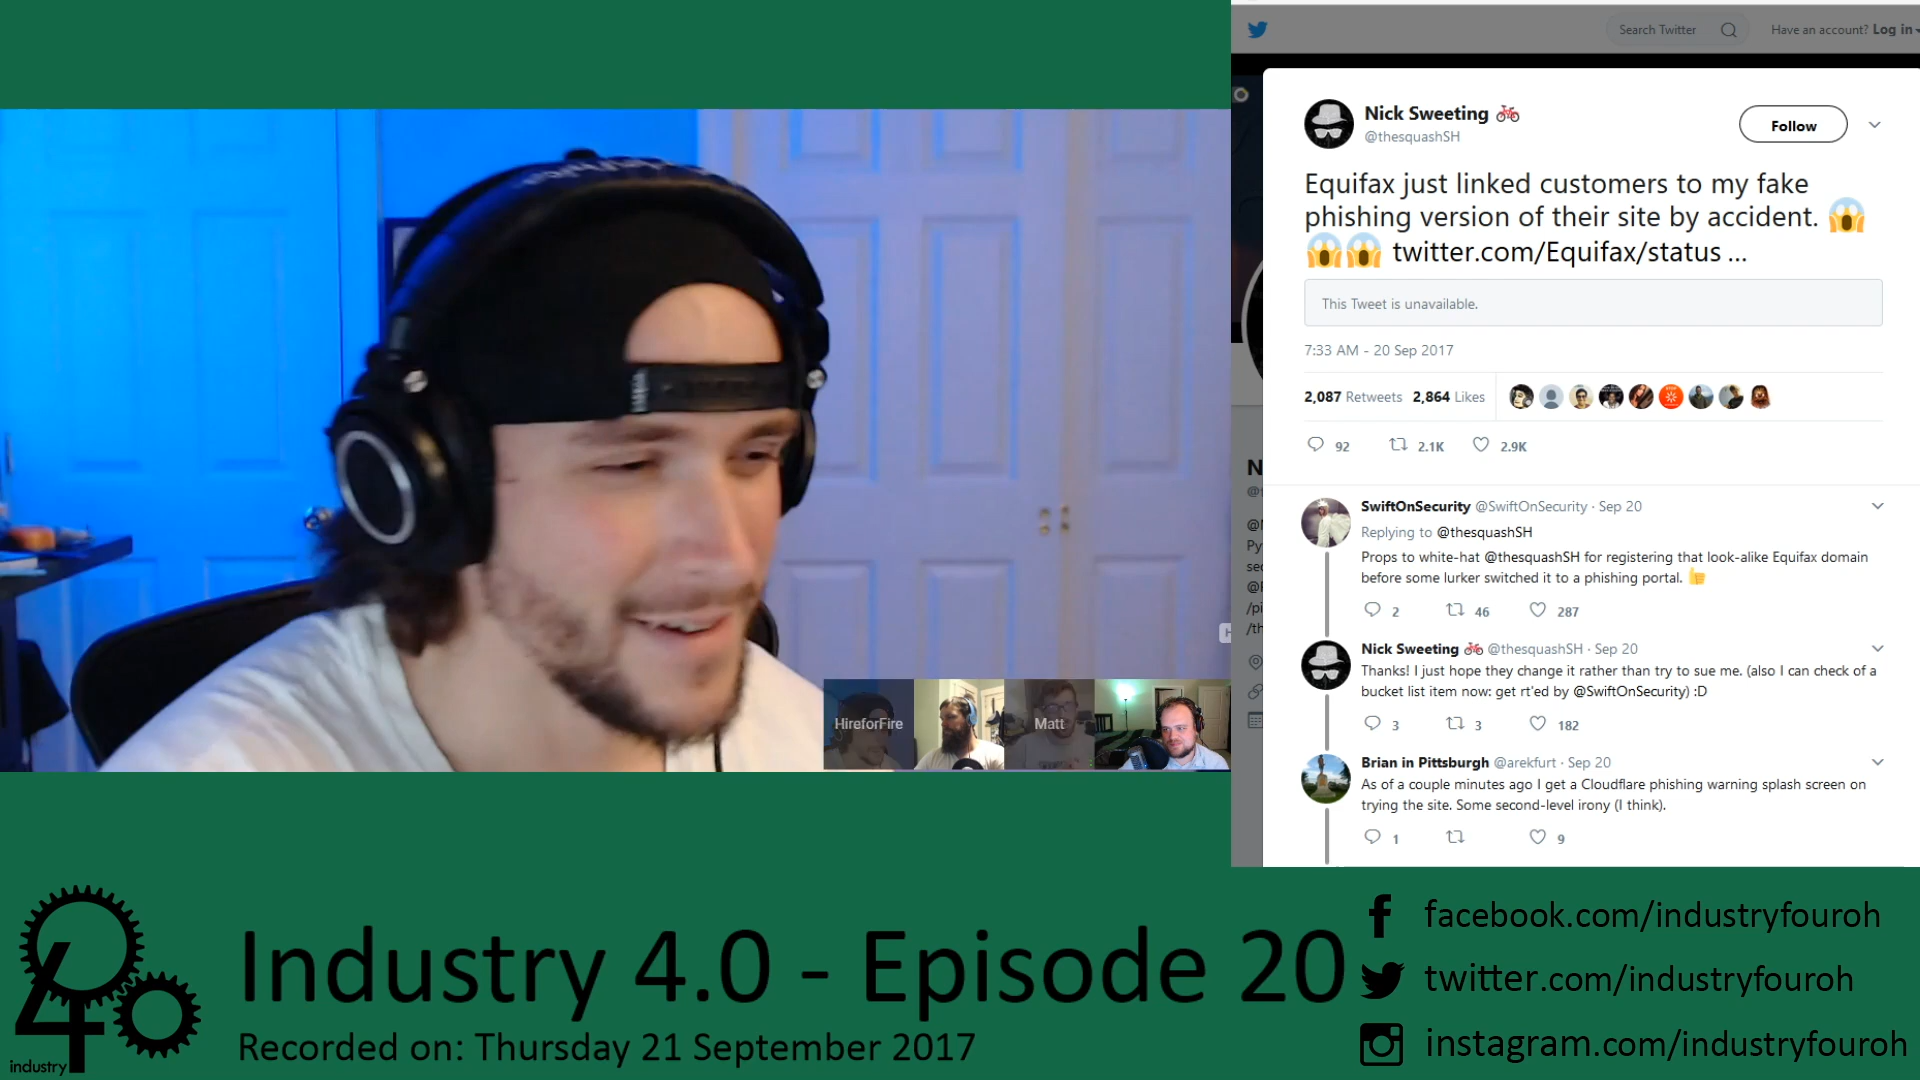 Search Twitter
Have an account? Log in
Nick Sweeting
@thesquashSH
Follow
Equifax just linked customers to my fake
phishing version of their site by accident. 😱
😱😱 twitter.com/Equifax/status ...
This Tweet is unavailable.
7:33 AM - 20 Sep 2017
2,087 Retweets 2,864 Likes
92 2.1K 2.9K
SwiftOnSecurity @SwiftOnSecurity · Sep 20
Replying to @thesquashSH
Props to white-hat @thesquashSH for registering that look-alike Equifax domain
before some lurker switched it to a phishing portal. 👍
2 46 287
Nick Sweeting 🚲 @thesquashSH · Sep 20
Thanks! I just hope they change it rather than try to sue me. (also I can check of a
bucket list item now: get rt'ed by @SwiftOnSecurity) :D
3 3 182
Brian in Pittsburgh @arekfurt · Sep 20
As of a couple minutes ago I get a Cloudflare phishing warning splash screen on
trying the site. Some second-level irony (I think).
1 9
HireforFire
Matt
40
industry
Industry 4.0 - Episode 20
Recorded on: Thursday 21 September 2017
facebook.com/industryfouroh
twitter.com/industryfouroh
instagram.com/industryfouroh